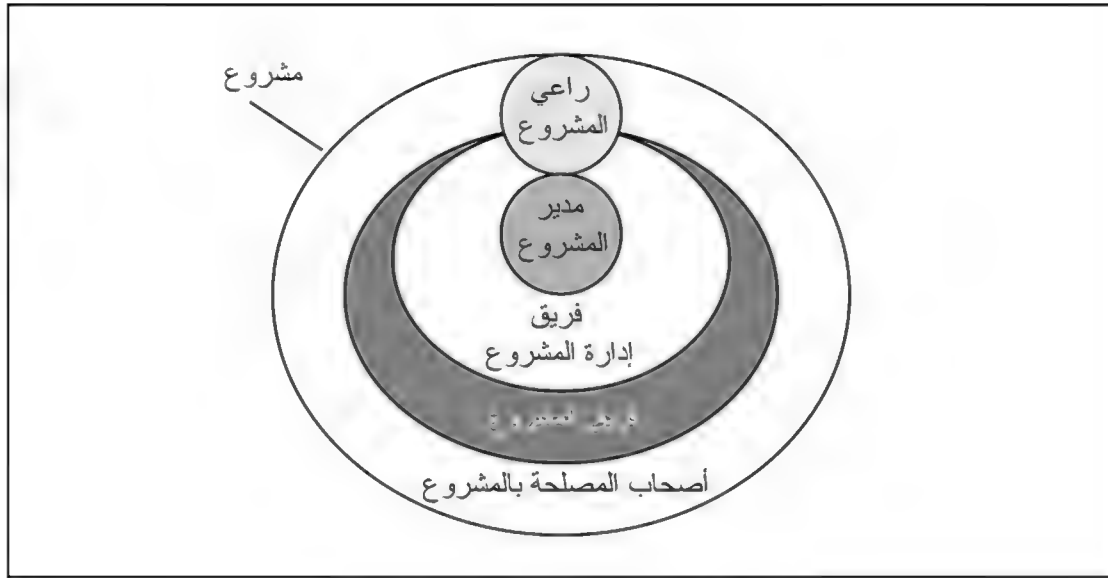 مشروع
راعي
المشروع
مدير
المشروع
فريق
إدارة المشروع
أصحاب المصلحة بالمشروع